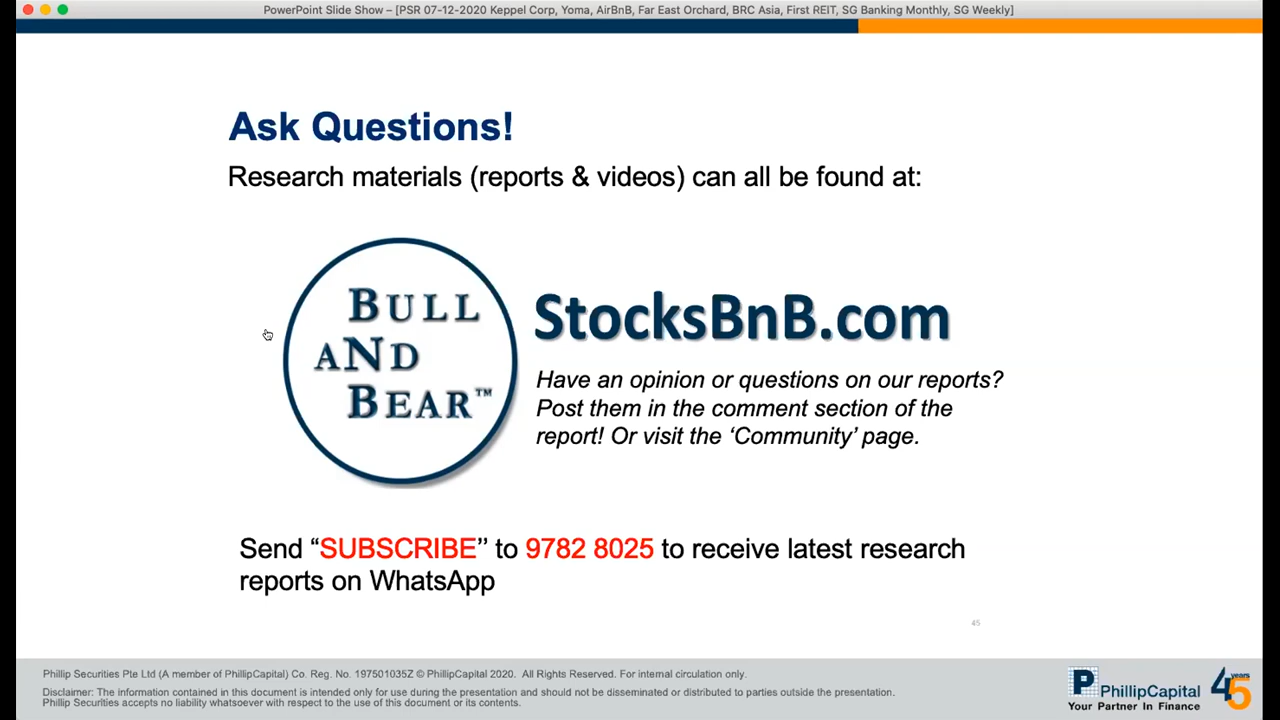 PowerPoint Slide Show – [PSR 07-12-2020 Keppel Corp, Yoma, AirBnB, Far East Orchard, BRC Asia, First REIT, SG Banking Monthly, SG Weekly]
Ask Questions!
Research materials (reports & videos) can all be found at:
BULL
AND
BEAR™
StocksBnB.com
Have an opinion or questions on our reports?
Post them in the comment section of the
report! Or visit the ‘Community’ page.
Send “SUBSCRIBE” to 9782 8025 to receive latest research
reports on WhatsApp
45
Phillip Securities Pte Ltd (A member of PhillipCapital) Co. Reg. No. 197501035Z © PhillipCapital 2020. All Rights Reserved. For internal circulation only.
Disclaimer: The information contained in this document is intended only for use during the presentation and should not be disseminated or distributed to parties outside the presentation.
Phillip Securities accepts no liability whatsoever with respect to the use of this document or its contents.
P PhillipCapital
Your Partner In Finance
45 years